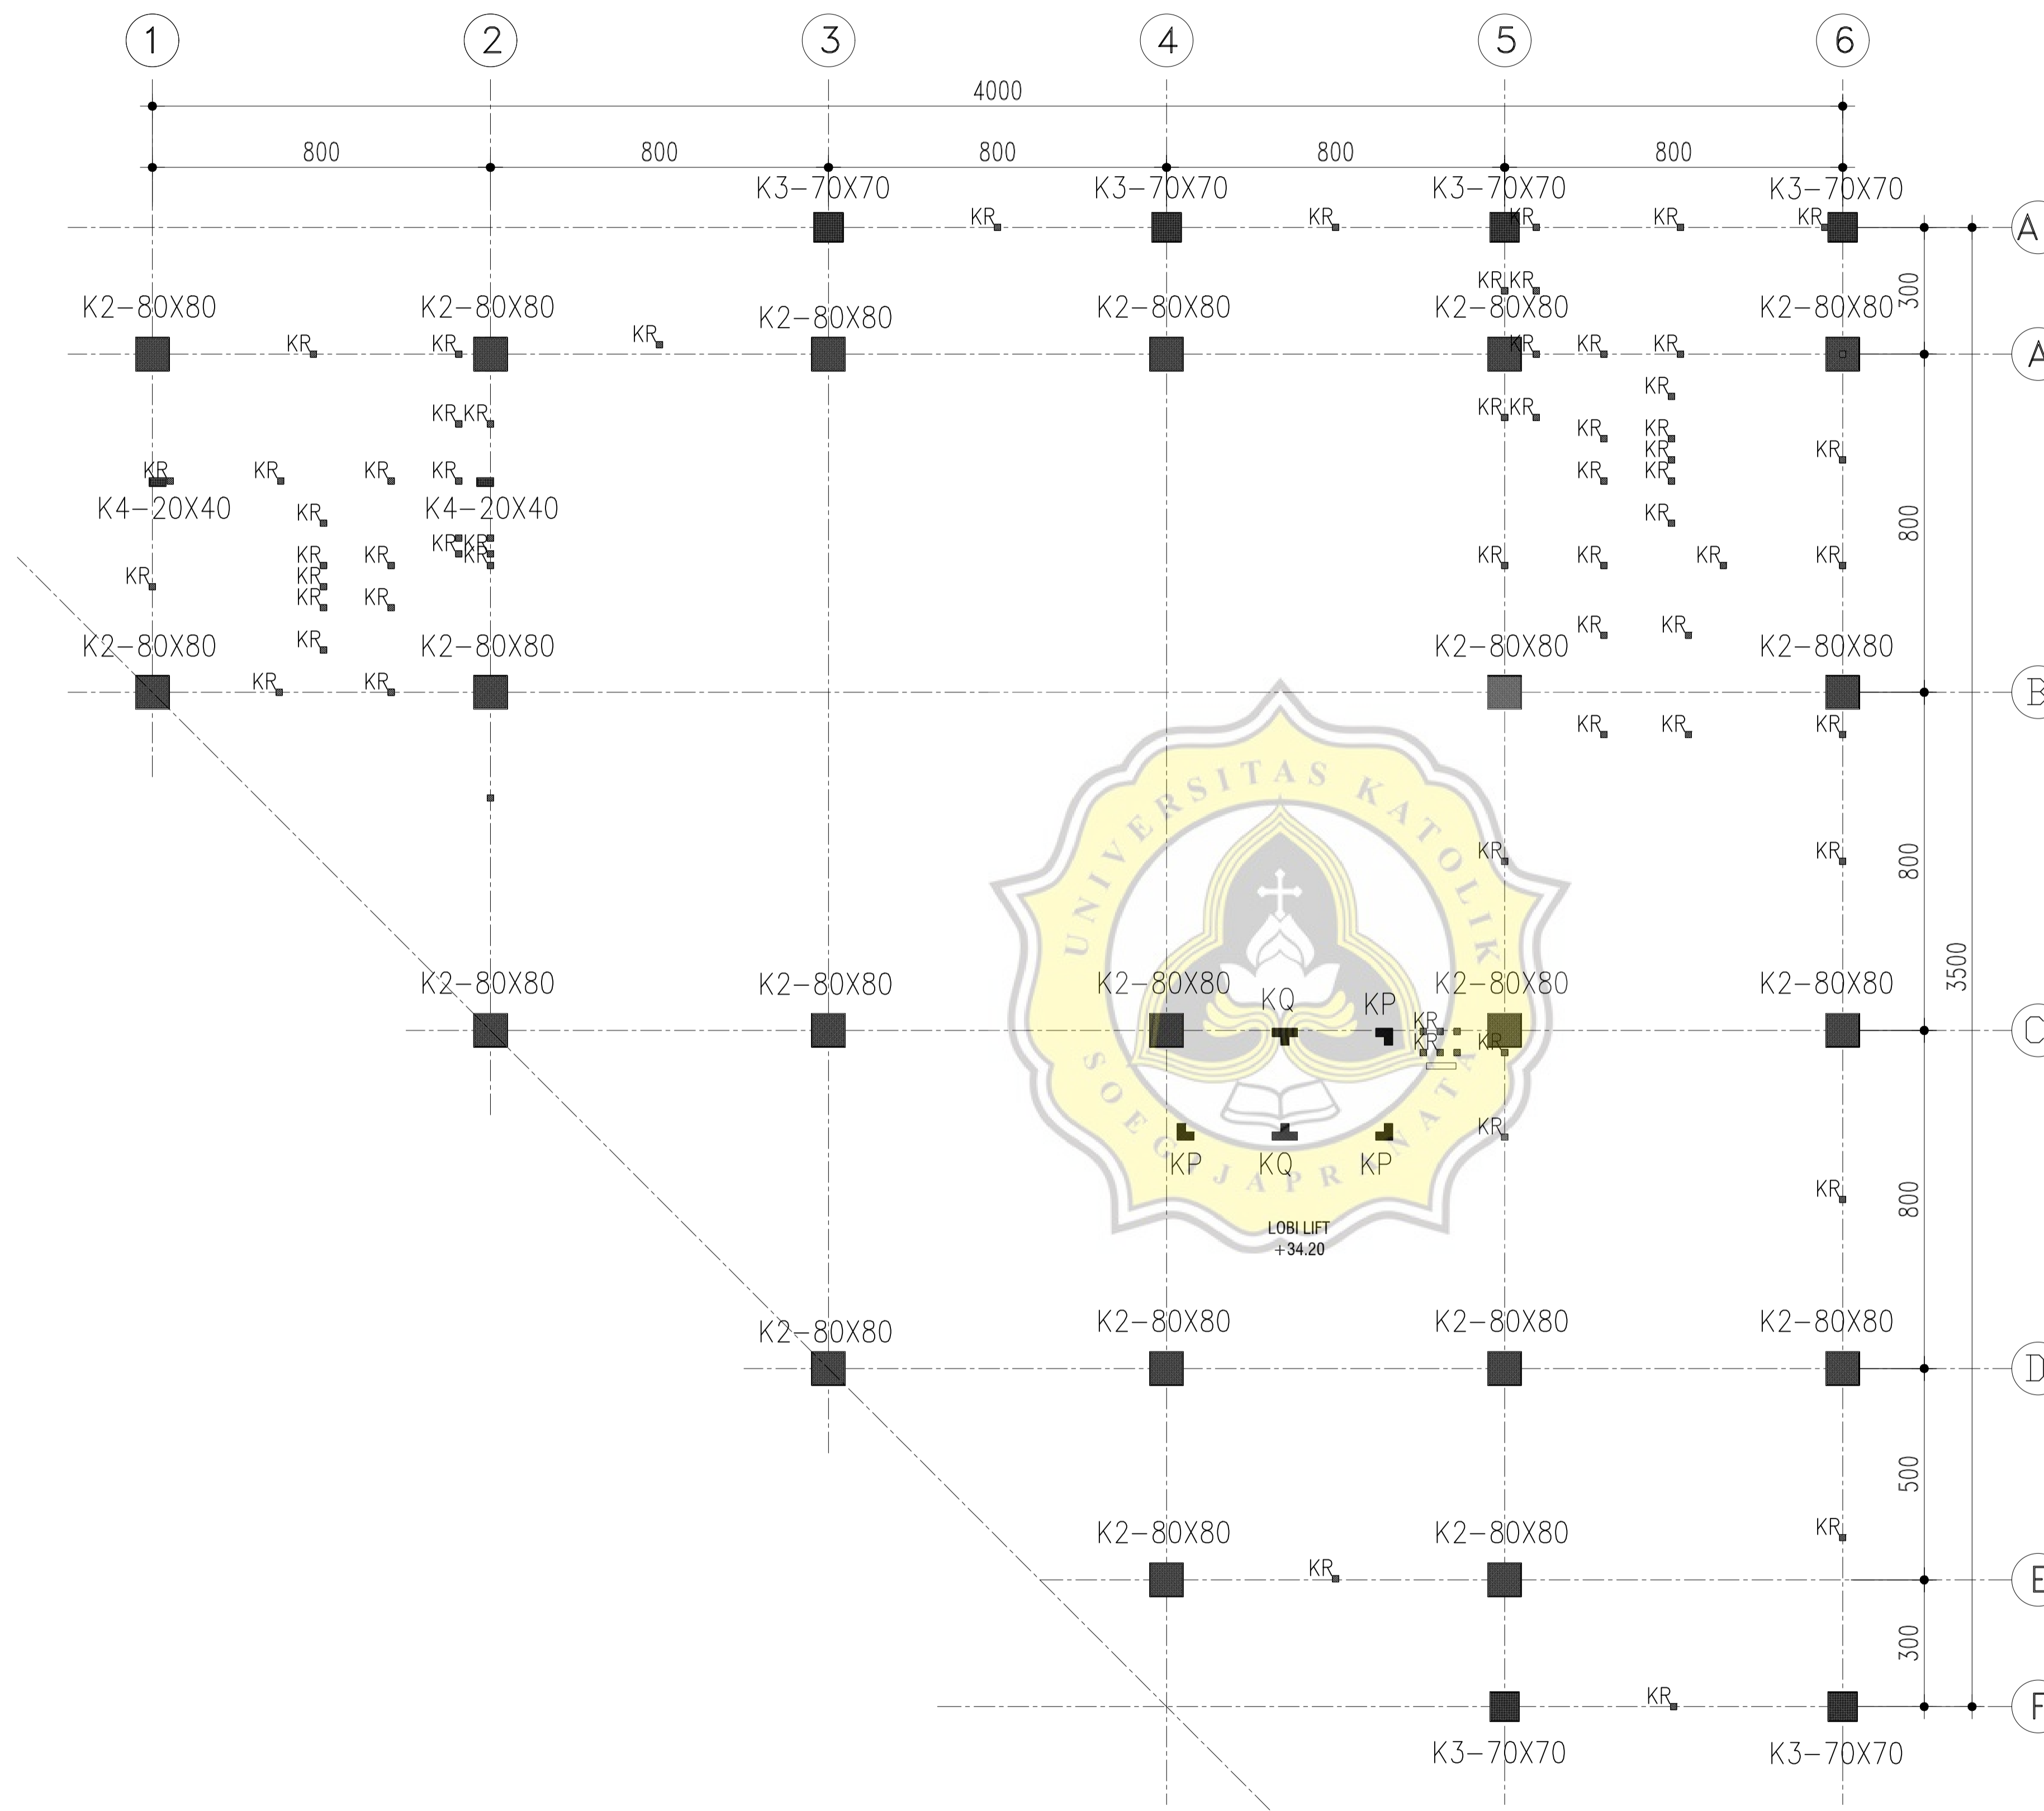 1 2 3 4 5 6
4000
800 800 800 800 800
K3-70X70 K3-70X70 K3-70X70 K3-70X70
KR KR KR KR KR A
KR KR
300
K2-80X80 K2-80X80 K2-80X80 K2-80X80 K2-80X80 K2-80X80
KR KR KR KR KR KR A
KR
KR KR KR KR
KR KR
KR KR
KR KR KR KR KR KR
K4-20X40 K4-20X40
KR KR
800
KR KR
KR KR KR KR KR KR KR
KR KR
KR KR
KR KR KR
K2-80X80 K2-80X80 K2-80X80 K2-80X80
KR KR B
KR KR KR
UNIVERSITAS KATOLIK
KR KR
800
3500
K2-80X80 K2-80X80 K2-80X80 K2-80X80 K2-80X80
KQ KP
KR C
KR KR
SOEGIJAPRANATA
KR
KP KQ KP
KR
800
LOBI LIFT
+34.20
K2-80X80 K2-80X80 K2-80X80 K2-80X80
D
500
K2-80X80 K2-80X80
KR
KR E
300
KR F
K3-70X70 K3-70X70